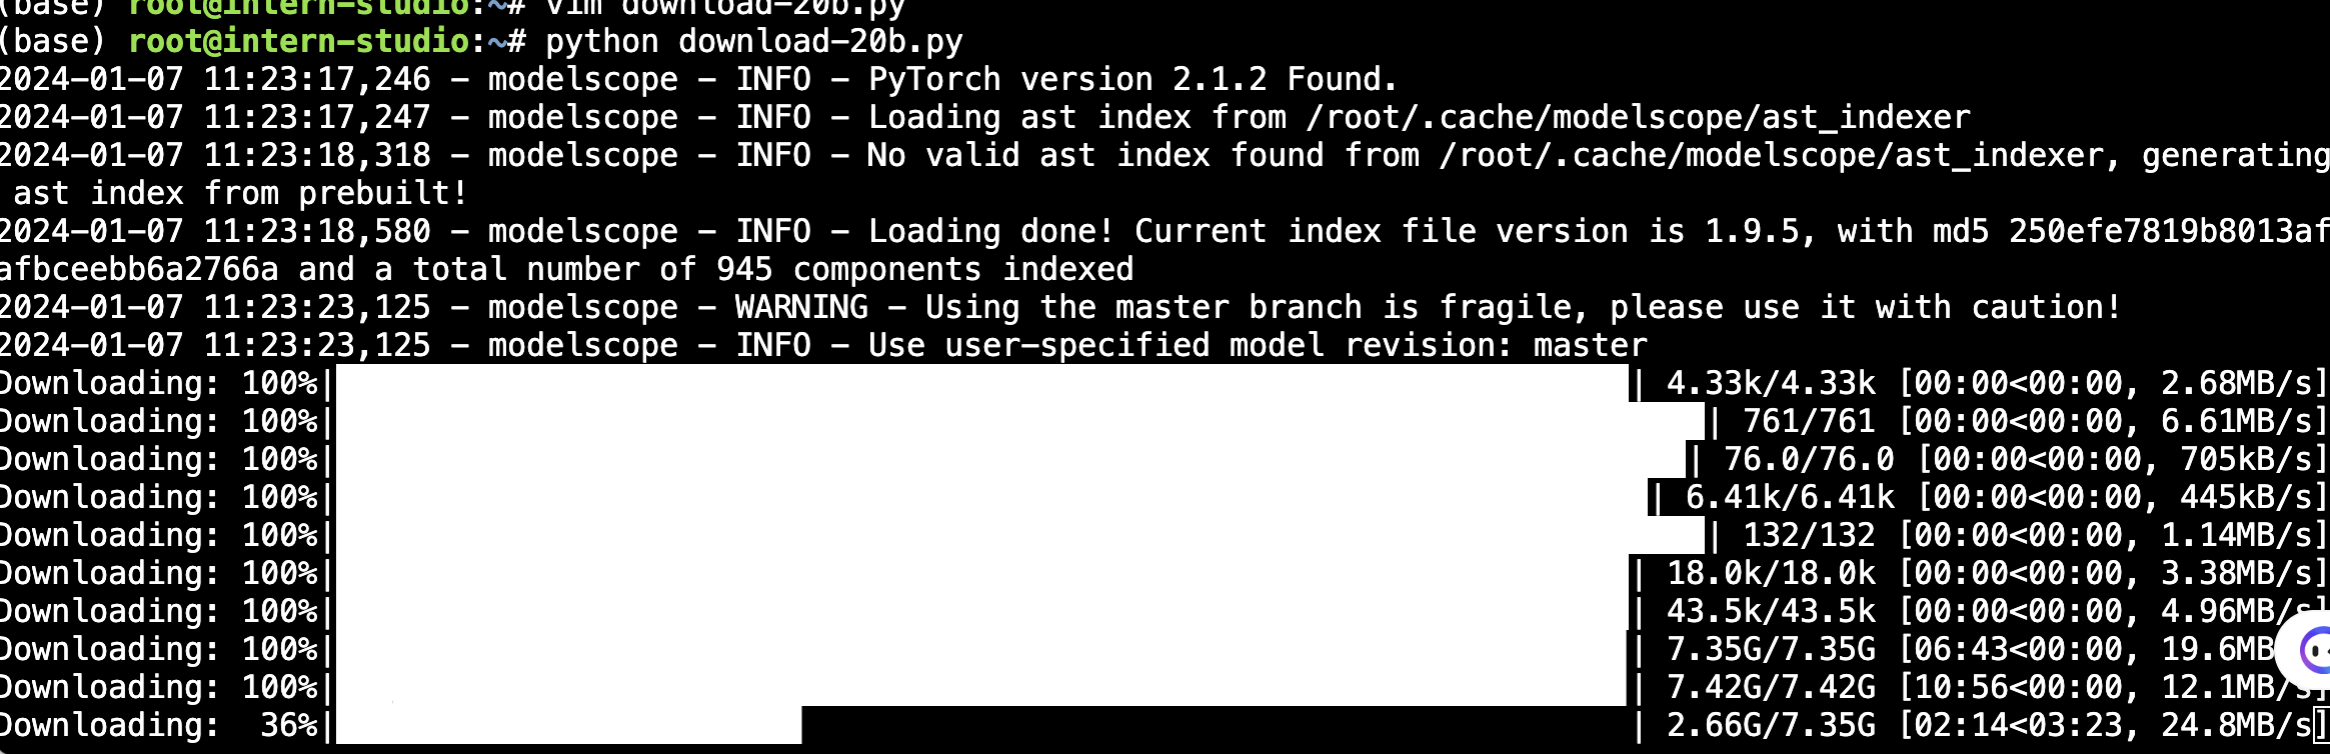 (base) root@intern-studio:~# vim download-20b.py
(base) root@intern-studio:~# python download-20b.py
2024-01-07 11:23:17,246 - modelscope - INFO - PyTorch version 2.1.2 Found.
2024-01-07 11:23:17,247 - modelscope - INFO - Loading ast index from /root/.cache/modelscope/ast_indexer
2024-01-07 11:23:18,318 - modelscope - INFO - No valid ast index found from /root/.cache/modelscope/ast_indexer, generating
ast index from prebuilt!
2024-01-07 11:23:18,580 - modelscope - INFO - Loading done! Current index file version is 1.9.5, with md5 250efe7819b8013af
afbceebb6a2766a and a total number of 945 components indexed
2024-01-07 11:23:23,125 - modelscope - WARNING - Using the master branch is fragile, please use it with caution!
2024-01-07 11:23:23,125 - modelscope - INFO - Use user-specified model revision: master
Downloading: 100%| | 4.33k/4.33k [00:00<00:00, 2.68MB/s]
Downloading: 100%| | 761/761 [00:00<00:00, 6.61MB/s]
Downloading: 100%| | 76.0/76.0 [00:00<00:00, 705kB/s]
Downloading: 100%| | 6.41k/6.41k [00:00<00:00, 445kB/s]
Downloading: 100%| | 132/132 [00:00<00:00, 1.14MB/s]
Downloading: 100%| | 18.0k/18.0k [00:00<00:00, 3.38MB/s]
Downloading: 100%| | 43.5k/43.5k [00:00<00:00, 4.96MB/s]
Downloading: 100%| | 7.35G/7.35G [06:43<00:00, 19.6MB
Downloading: 100%| | 7.42G/7.42G [10:56<00:00, 12.1MB/s]
Downloading: 36%| | 2.66G/7.35G [02:14<03:23, 24.8MB/s]